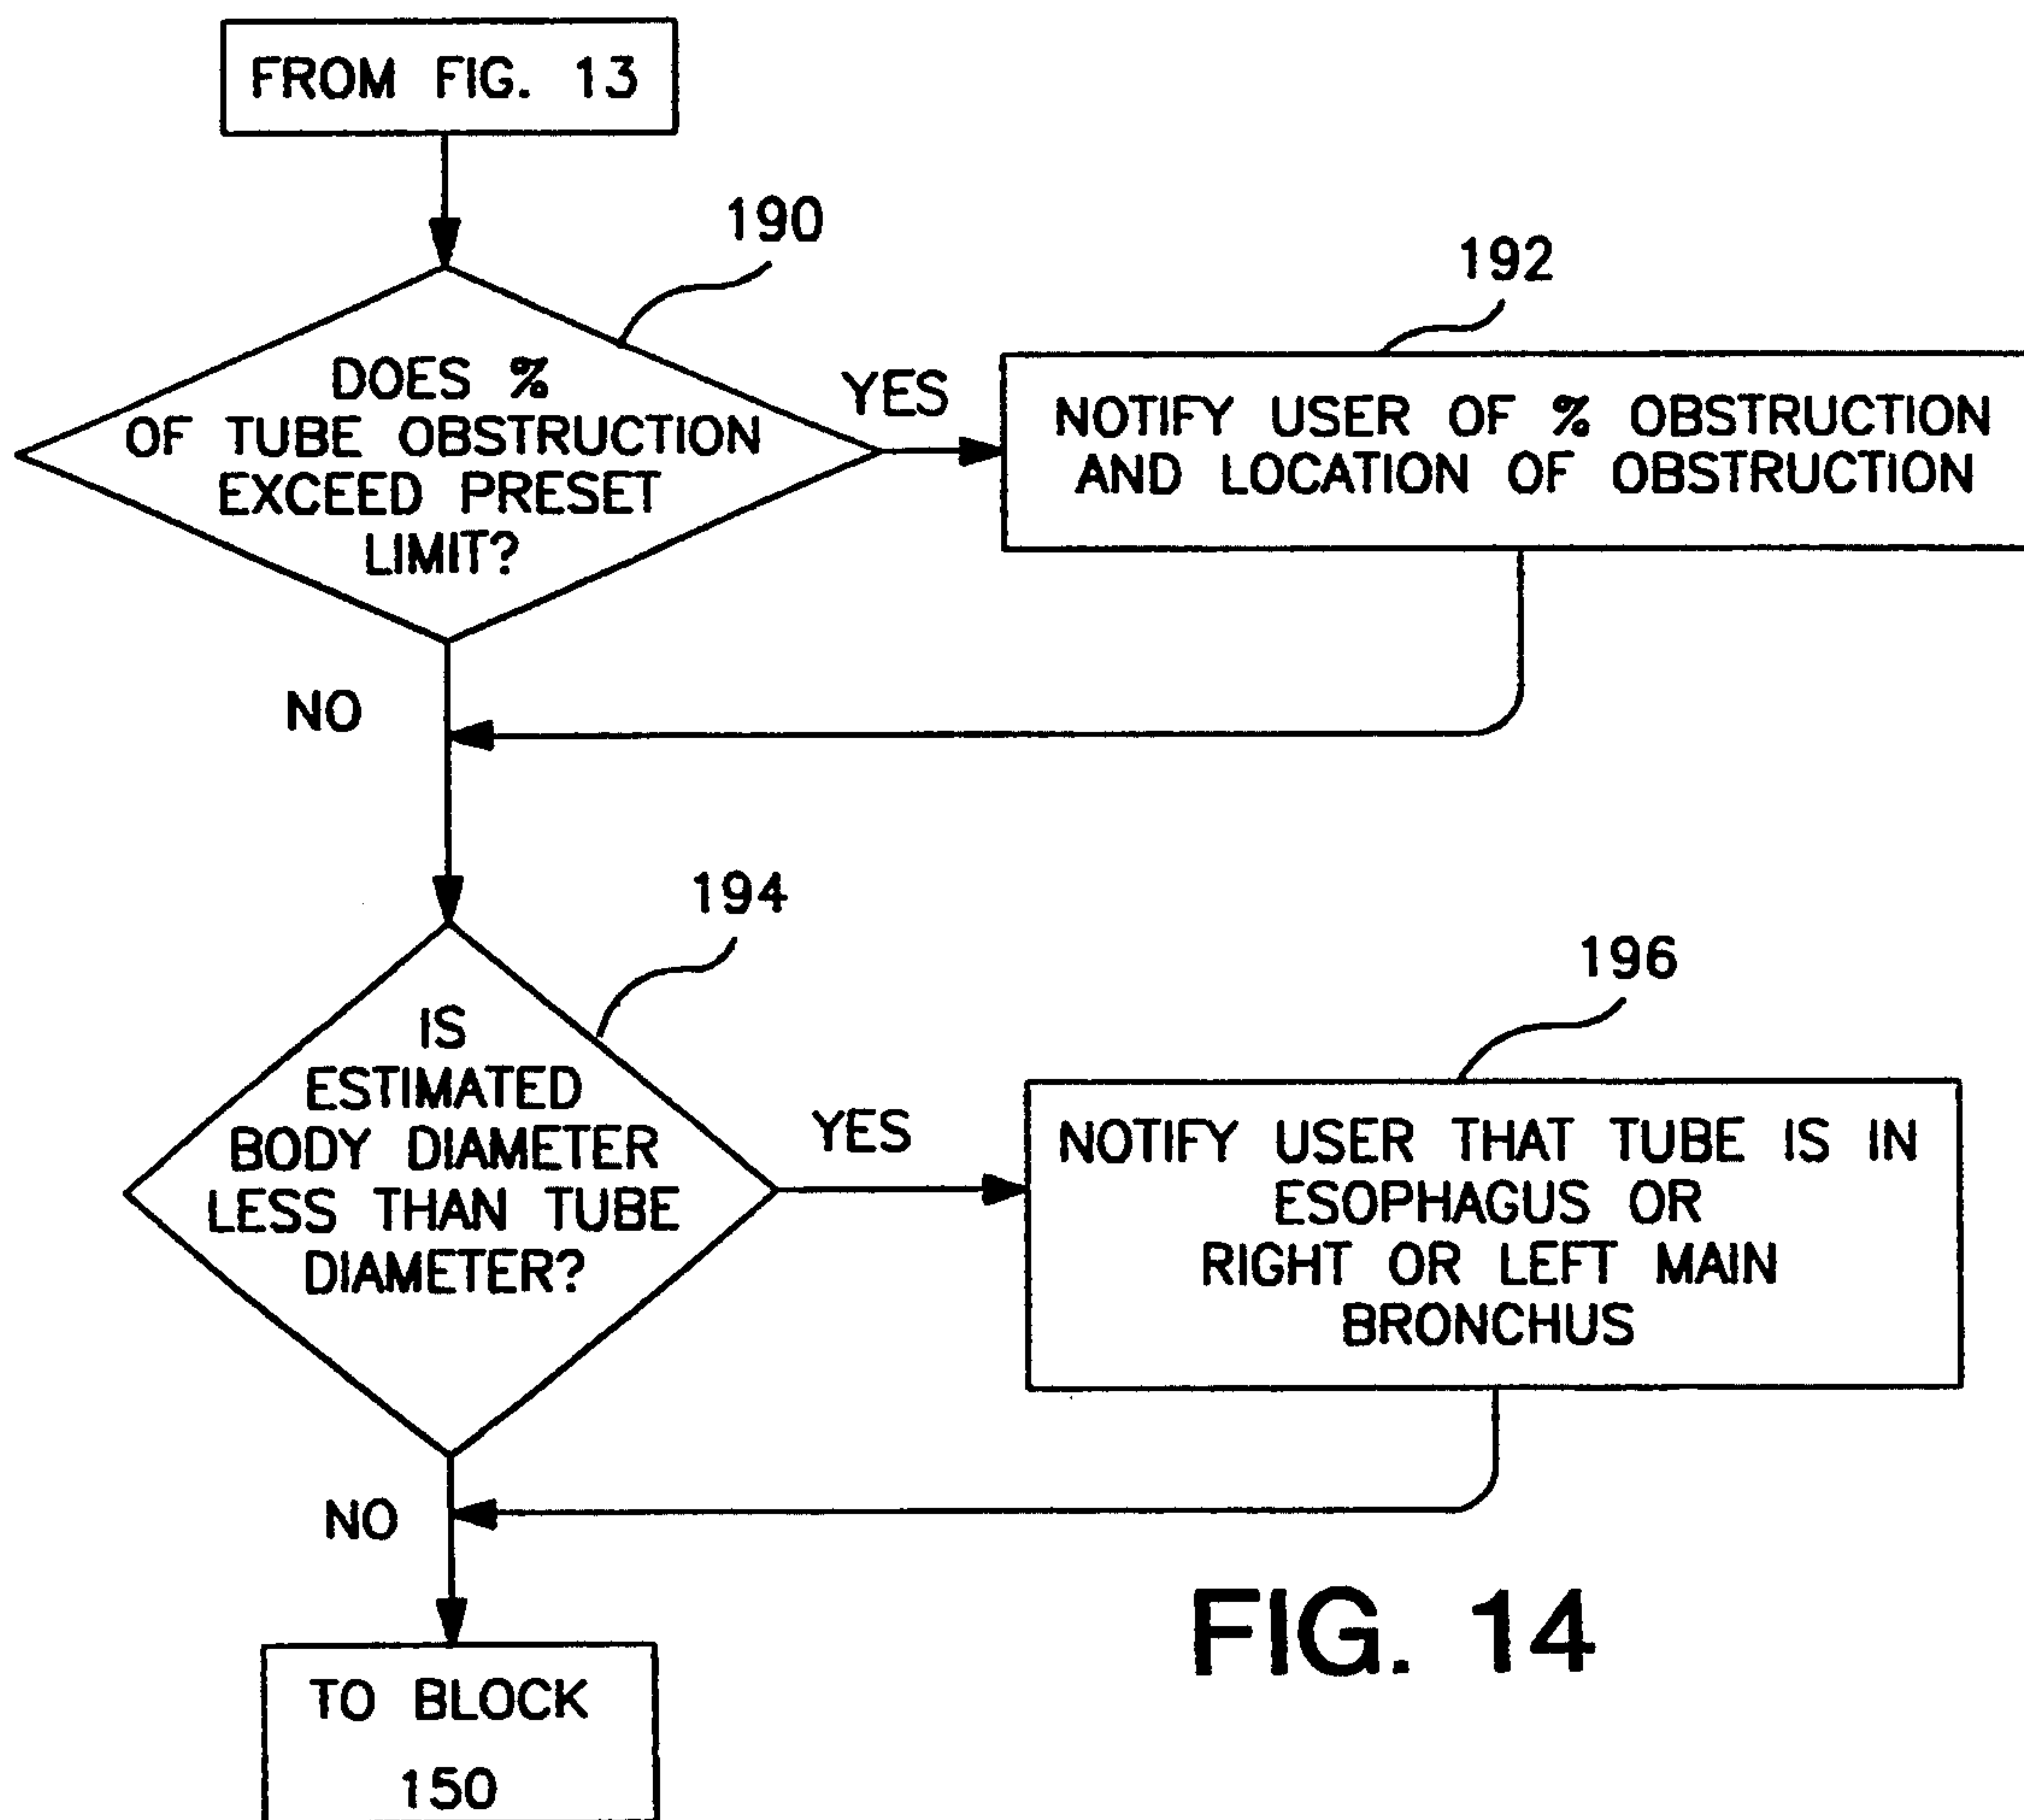 FROM FIG. 13
190
192
DOES %
OF TUBE OBSTRUCTION
EXCEED PRESET
LIMIT?
YES
NOTIFY USER OF % OBSTRUCTION
AND LOCATION OF OBSTRUCTION
NO
194
196
IS
ESTIMATED
BODY DIAMETER
LESS THAN TUBE
DIAMETER?
YES
NOTIFY USER THAT TUBE IS IN
ESOPHAGUS OR
RIGHT OR LEFT MAIN
BRONCHUS
NO
FIG. 14
TO BLOCK
150